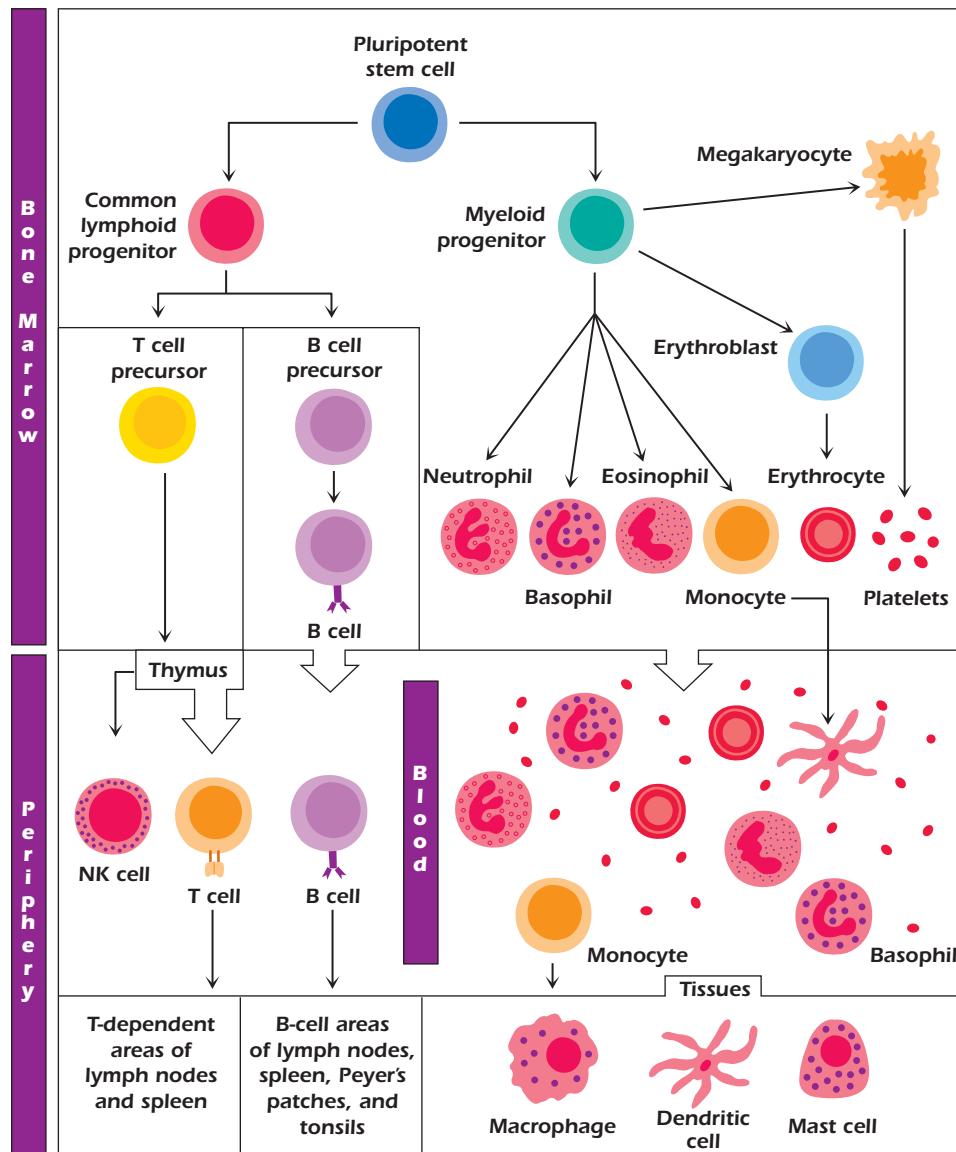 Bone Marrow
Pluripotent
stem cell
Common
lymphoid
progenitor
Myeloid
progenitor
Megakaryocyte
T cell
precursor
B cell
precursor
Erythroblast
Neutrophil
Eosinophil
Erythrocyte
Basophil
Monocyte
Platelets
B cell
Periphery
Thymus
Blood
NK cell
T cell
B cell
Monocyte
Basophil
Tissues
T-dependent
areas of
lymph nodes
and spleen
B-cell areas
of lymph nodes,
spleen, Peyer's
patches, and
tonsils
Macrophage
Dendritic
cell
Mast cell